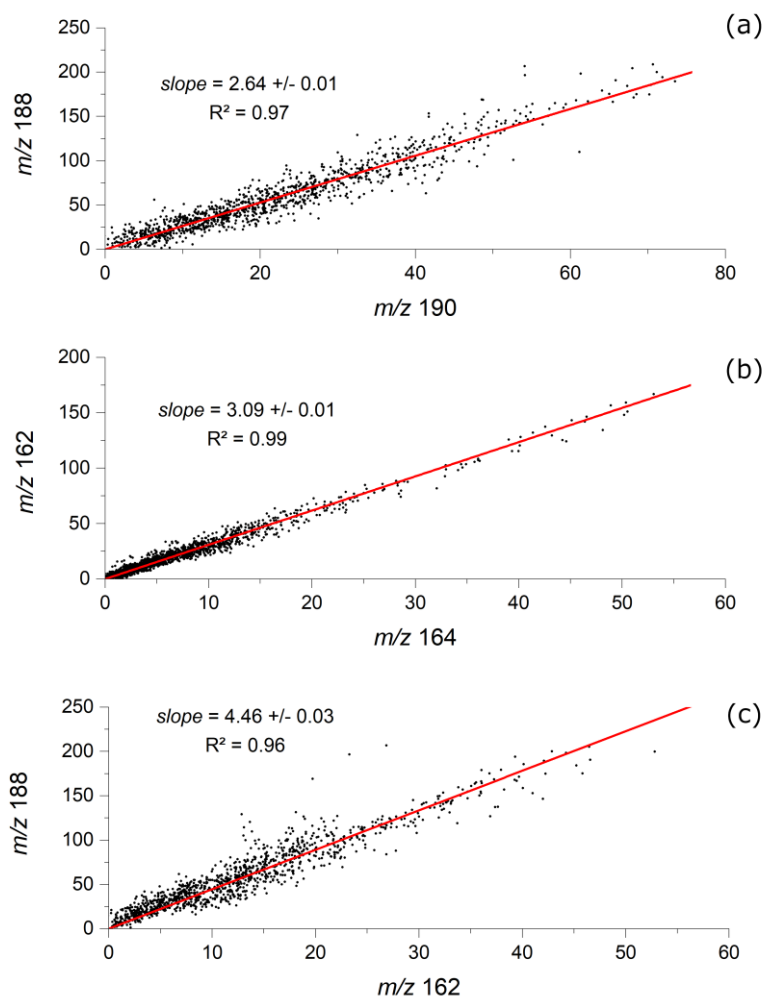 (a)
250
200
150
100
50
0
m/z 188
slope = 2.64 +/- 0.01
R² = 0.97
0 20 40 60 80
m/z 190
(b)
200
150
100
50
0
m/z 162
slope = 3.09 +/- 0.01
R² = 0.99
0 10 20 30 40 50 60
m/z 164
(c)
250
200
150
100
50
0
m/z 188
slope = 4.46 +/- 0.03
R² = 0.96
0 10 20 30 40 50 60
m/z 162